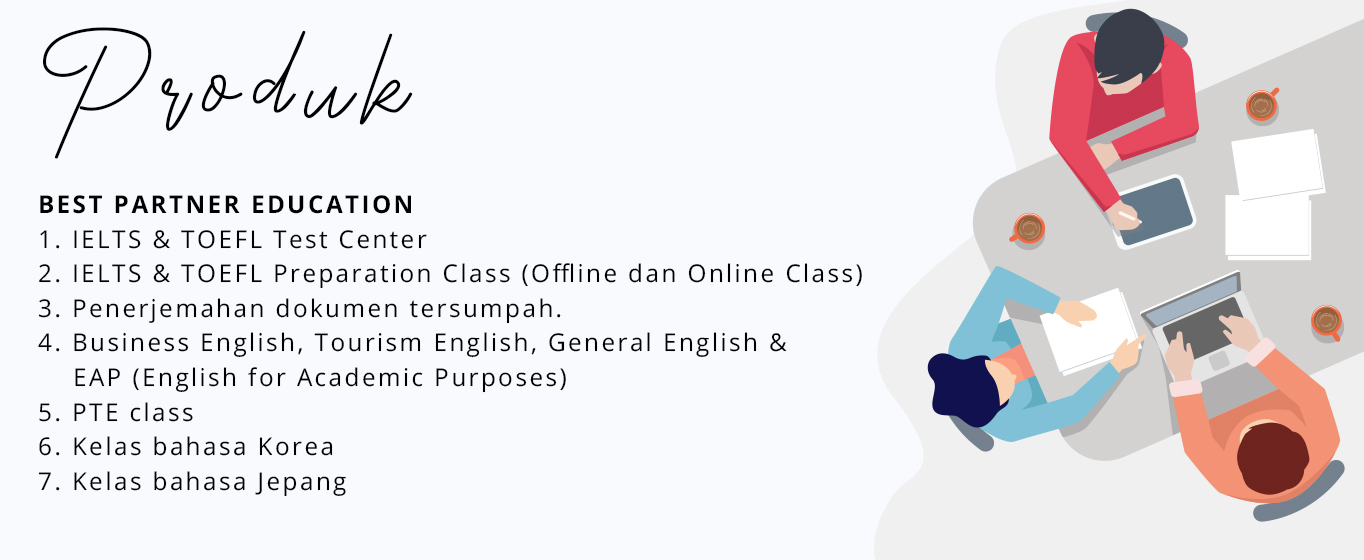 Produk
BEST PARTNER EDUCATION
1. IELTS & TOEFL Test Center
2. IELTS & TOEFL Preparation Class (Offline dan Online Class)
3. Penerjemahan dokumen tersumpah.
4. Business English, Tourism English, General English &
EAP (English for Academic Purposes)
5. PTE class
6. Kelas bahasa Korea
7. Kelas bahasa Jepang